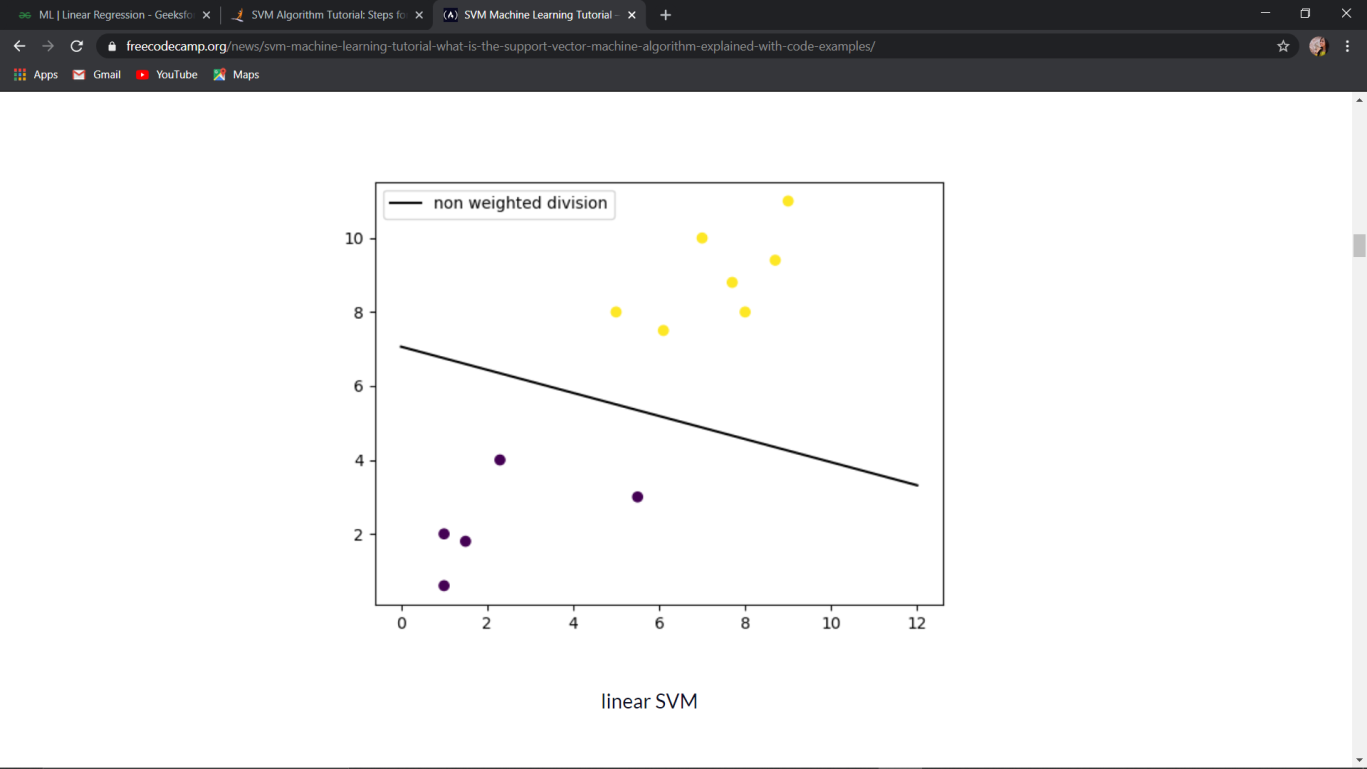 ML | Linear Regression - Geeksfo
SVM Algorithm Tutorial: Steps fo
(A) SVM Machine Learning Tutorial –
freecodecamp.org/news/svm-machine-learning-tutorial-what-is-the-support-vector-machine-algorithm-explained-with-code-examples/
Apps Gmail YouTube Maps
non weighted division
10
8
6
4
2
0 2 4 6 8 10 12
linear SVM